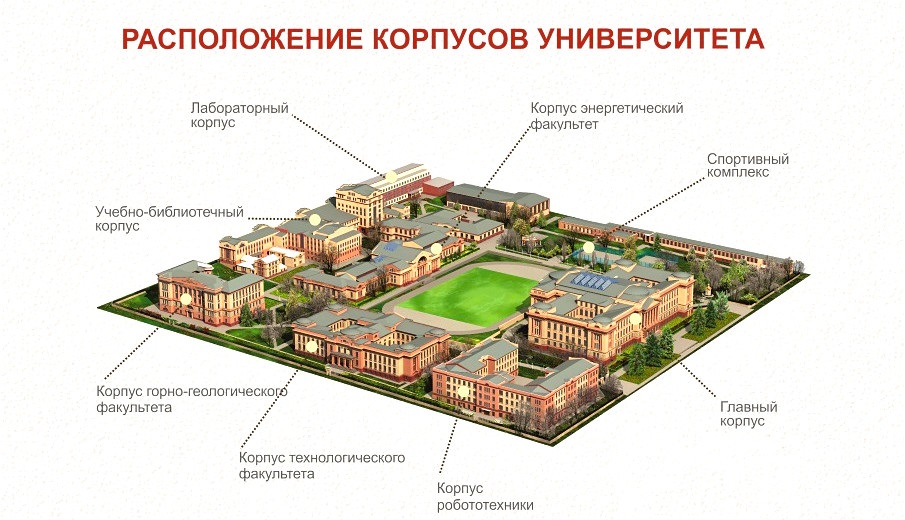 РАСПОЛОЖЕНИЕ КОРПУСОВ УНИВЕРСИТЕТА
Лабораторный
корпус
Корпус энергетический
факультет
Спортивный
комплекс
Учебно-библиотечный
корпус
Корпус горно-геологического
факультета
Главный
корпус
Корпус технологического
факультета
Корпус
робототехники